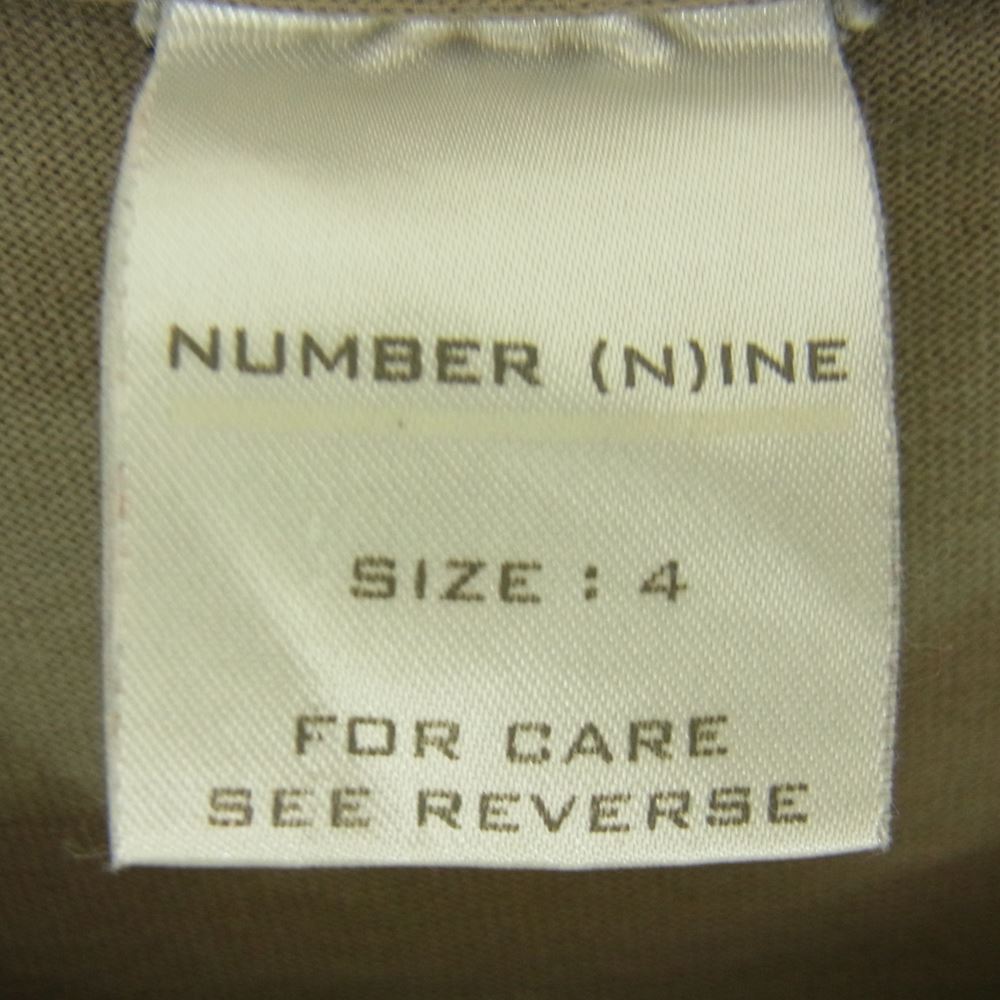 NUMBER (N)INE
SIZE : 4
FOR CARE
SEE REVERSE